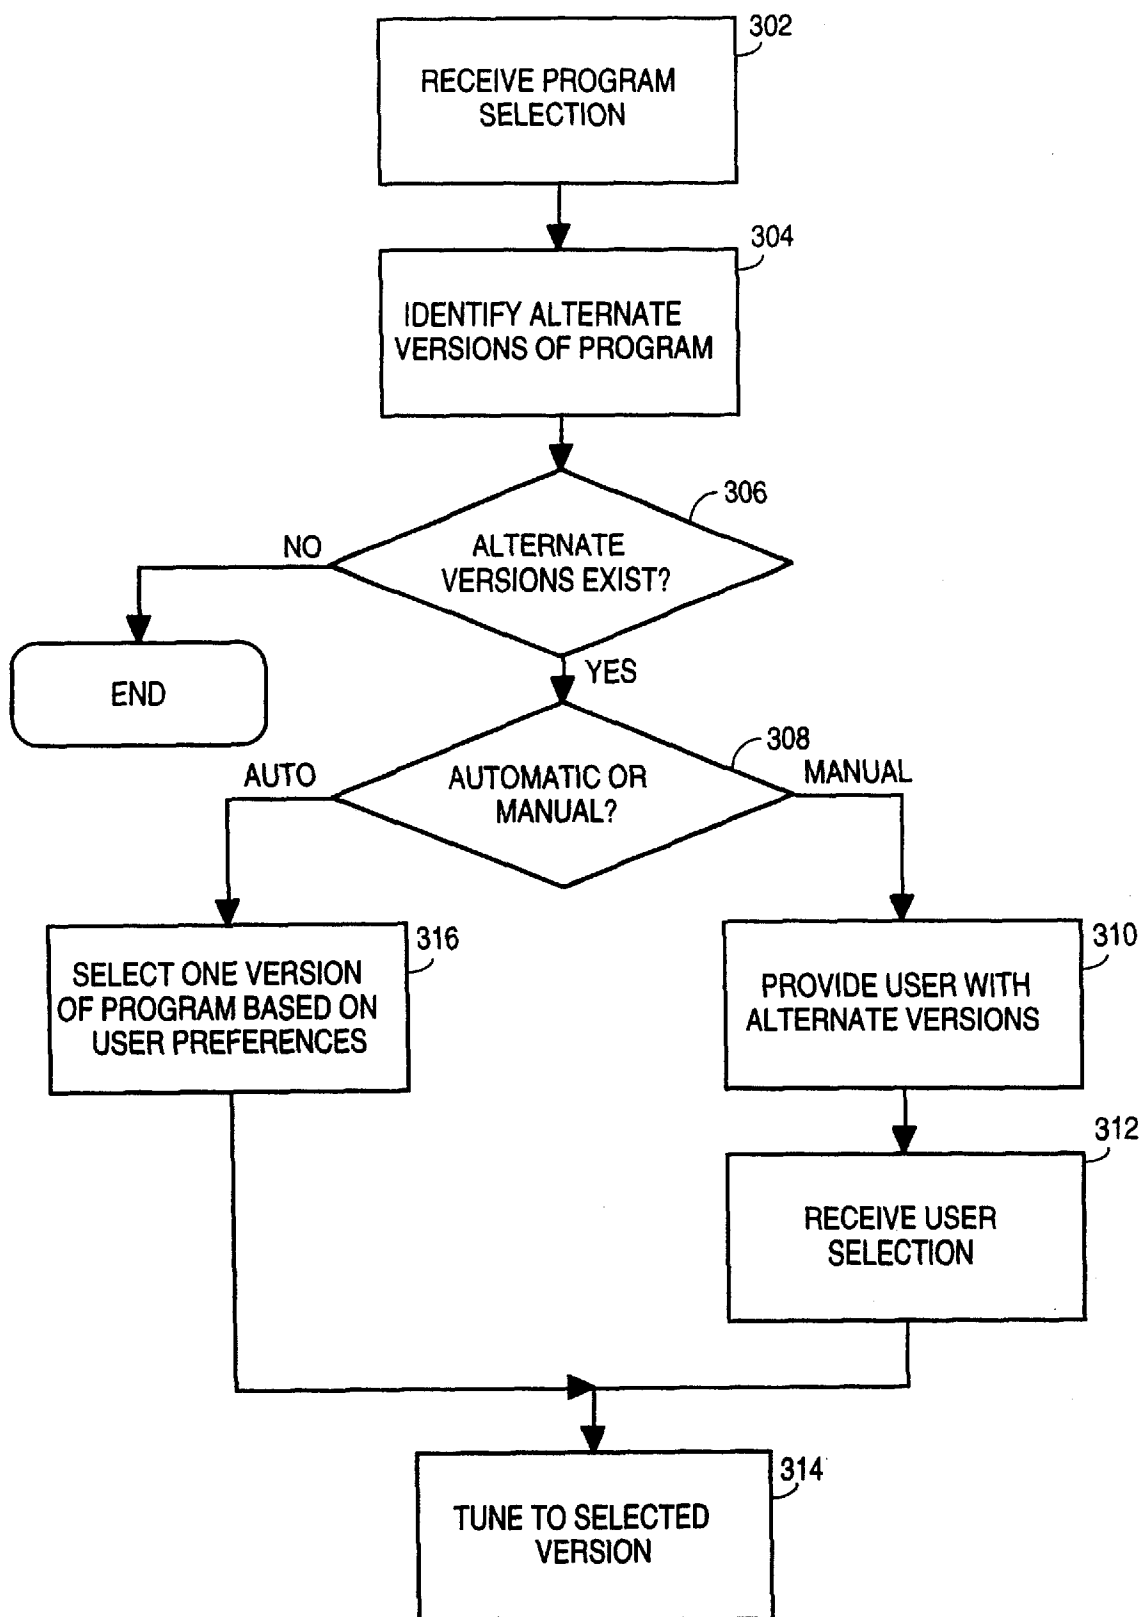 302
RECEIVE PROGRAM
SELECTION
304
IDENTIFY ALTERNATE
VERSIONS OF PROGRAM
306
NO
ALTERNATE
VERSIONS EXIST?
END
YES
308
AUTO
AUTOMATIC OR
MANUAL?
MANUAL
316
SELECT ONE VERSION
OF PROGRAM BASED ON
USER PREFERENCES
310
PROVIDE USER WITH
ALTERNATE VERSIONS
312
RECEIVE USER
SELECTION
314
TUNE TO SELECTED
VERSION